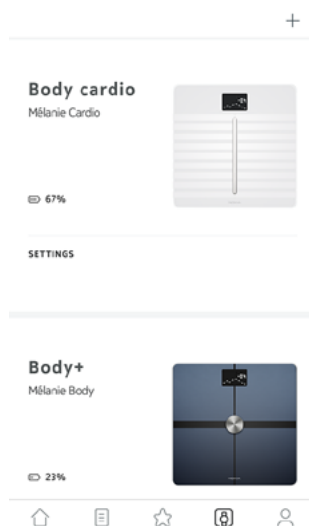 Body cardio
Mélanie Cardio
67%
SETTINGS
Body+
Mélanie Body
23%